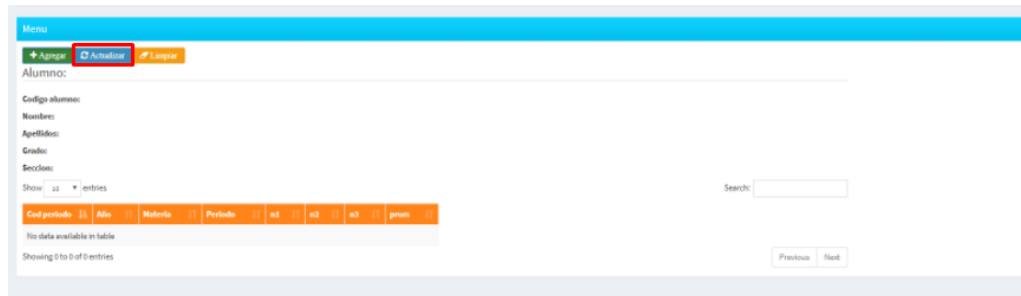 Menu
Agregar Actualizar Limpiar
Alumno:
Codigo alumno:
Nombre:
Apellidos:
Grado:
Seccion:
Show 10 entries Search:
Cod periodo Año Materia Periodo n1 n2 n3 prom
No data available in table
Showing 0 to 0 of 0 entries Previous Next